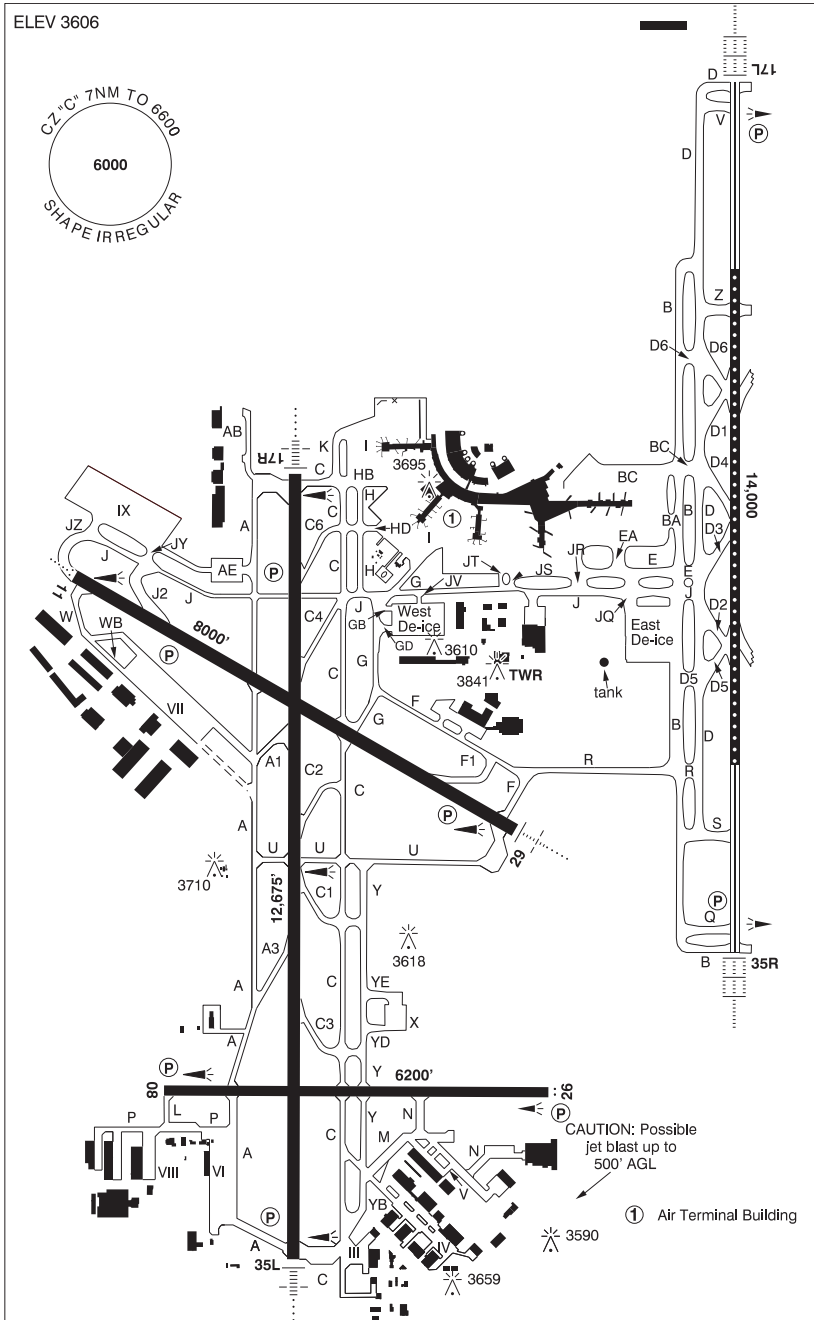 ELEV 3606
CZ "C" 7NM TO 6600
6000
SHAPE IRREGULAR
17L
D
V
P
D
Z
B
D6
D6
AB
17R
K
C
I
3695
HB
H
C
C6
HD
I
1
H
A
P
BC
BC
D1
D4
14,000
B
D
BA
D3
EA
E
E
J
IX
JZ
JY
J
AE
J2
J
11
W
WB
8000'
P
VII
C4
J
G
JV
JT
JS
JR
J
JQ
West
De-ice
GB
GD
3610
3841
TWR
East
De-ice
tank
D2
D5
D5
C
G
G
F
F1
F
R
B
D
R
S
A1
C2
C
A
P
29
U
U
U
3710
12,675'
C1
Y
3618
A3
A
C
YE
X
C3
YD
P
Q
B
35R
A
P
08
6200'
Y
26
P
L
P
P
Y
N
M
C
A
VIII
VI
N
V
CAUTION: Possible
jet blast up to
500' AGL
P
YB
IV
A
III
35L
C
3659
3590
1 Air Terminal Building